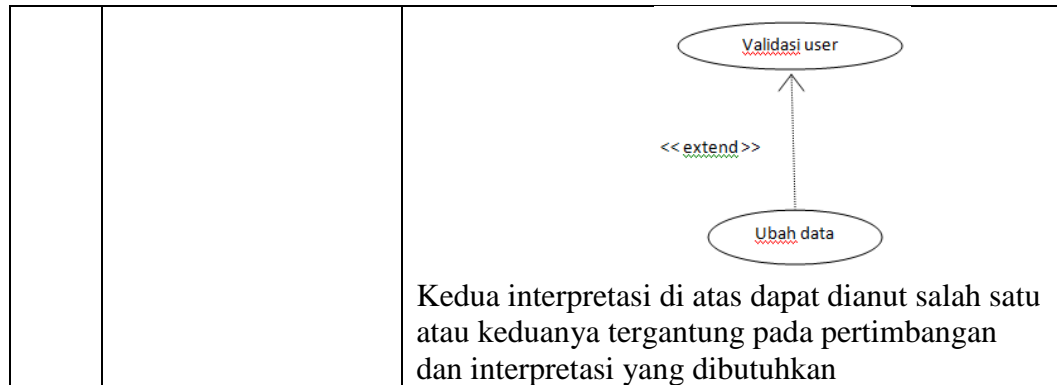 Validasi user
<< extend >>
Ubah data
Kedua interpretasi di atas dapat dianut salah satu
atau keduanya tergantung pada pertimbangan
dan interpretasi yang dibutuhkan